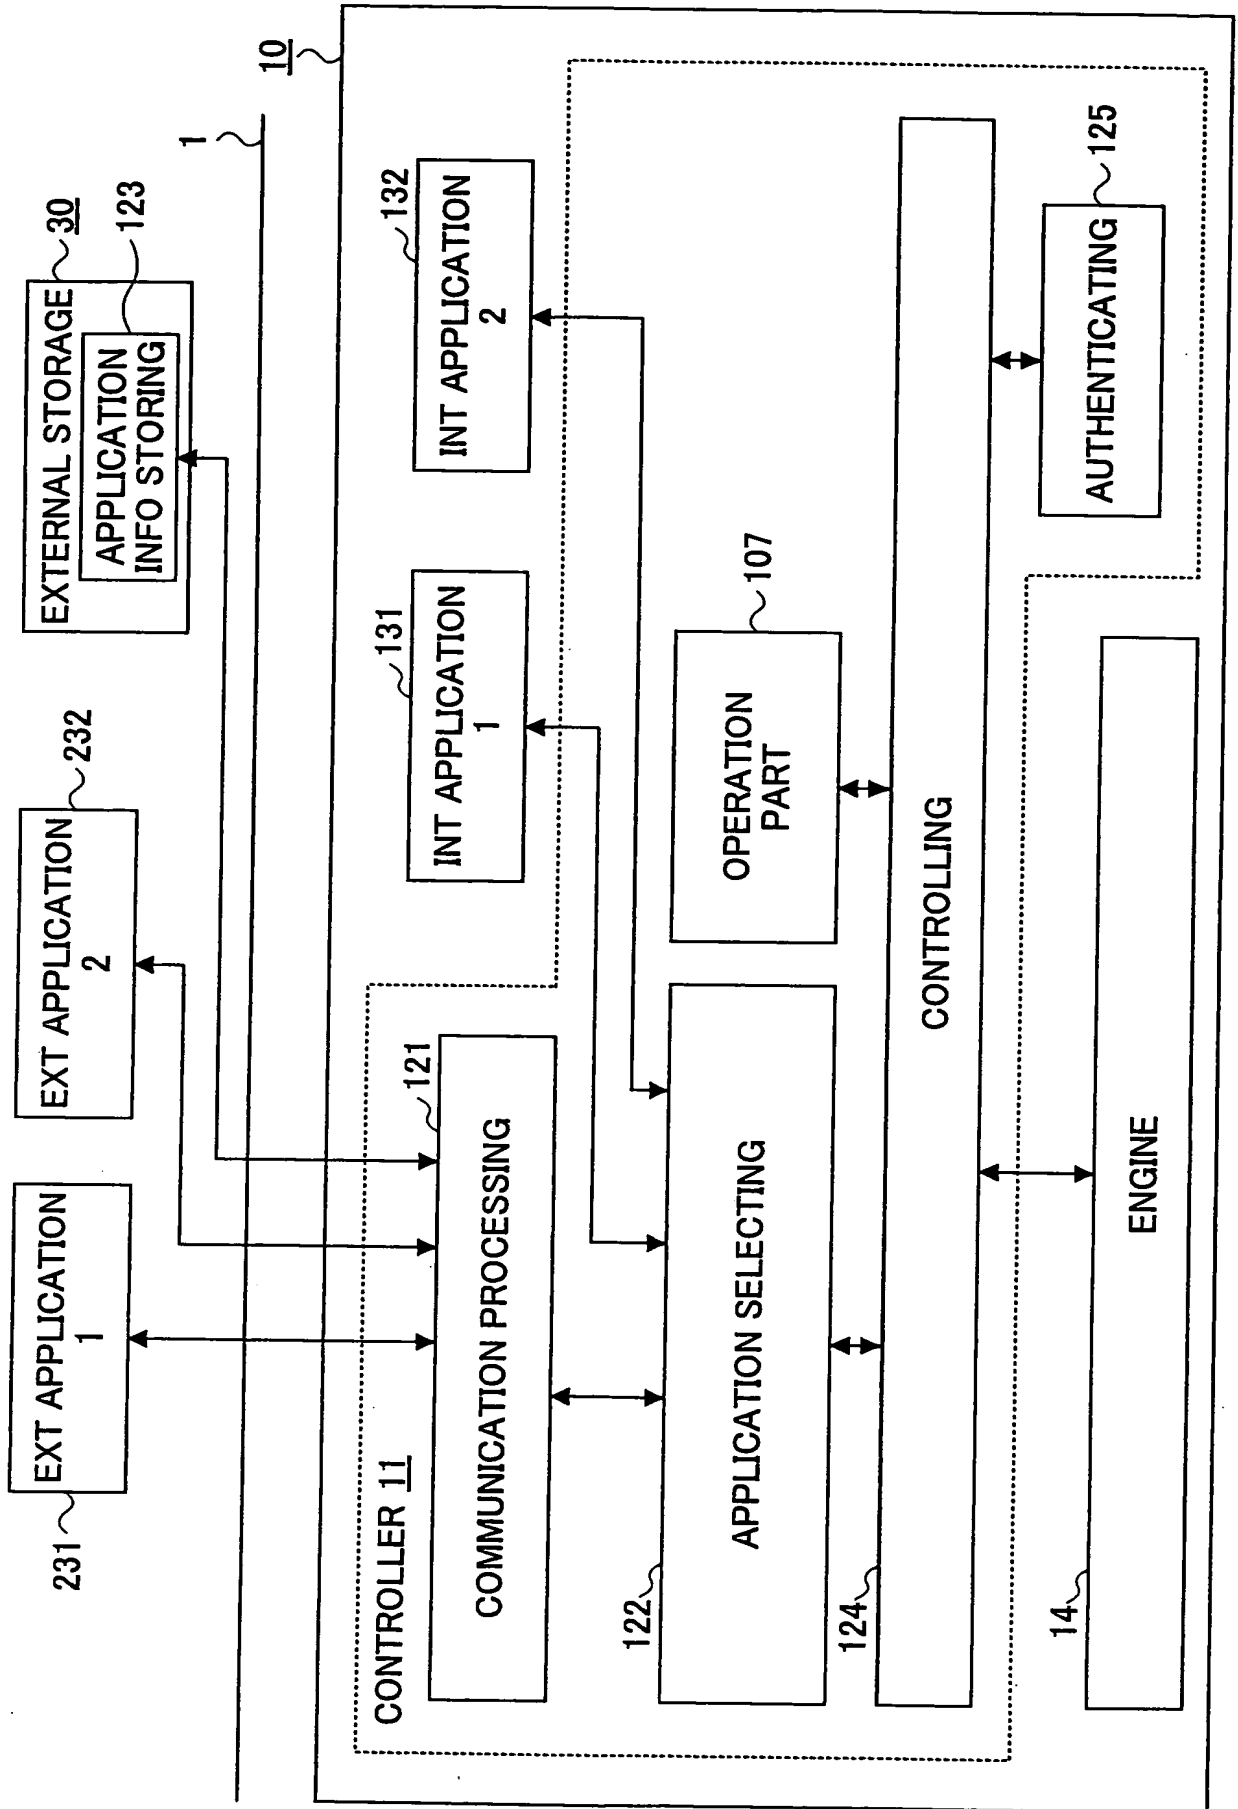 231
EXT APPLICATION
1
EXT APPLICATION
2
232
EXTERNAL STORAGE
30
APPLICATION
INFO STORING
123
1
10
CONTROLLER 11
COMMUNICATION PROCESSING
121
INT APPLICATION
1
131
INT APPLICATION
2
132
122
APPLICATION SELECTING
OPERATION
PART
107
124
CONTROLLING
AUTHENTICATING
125
14
ENGINE